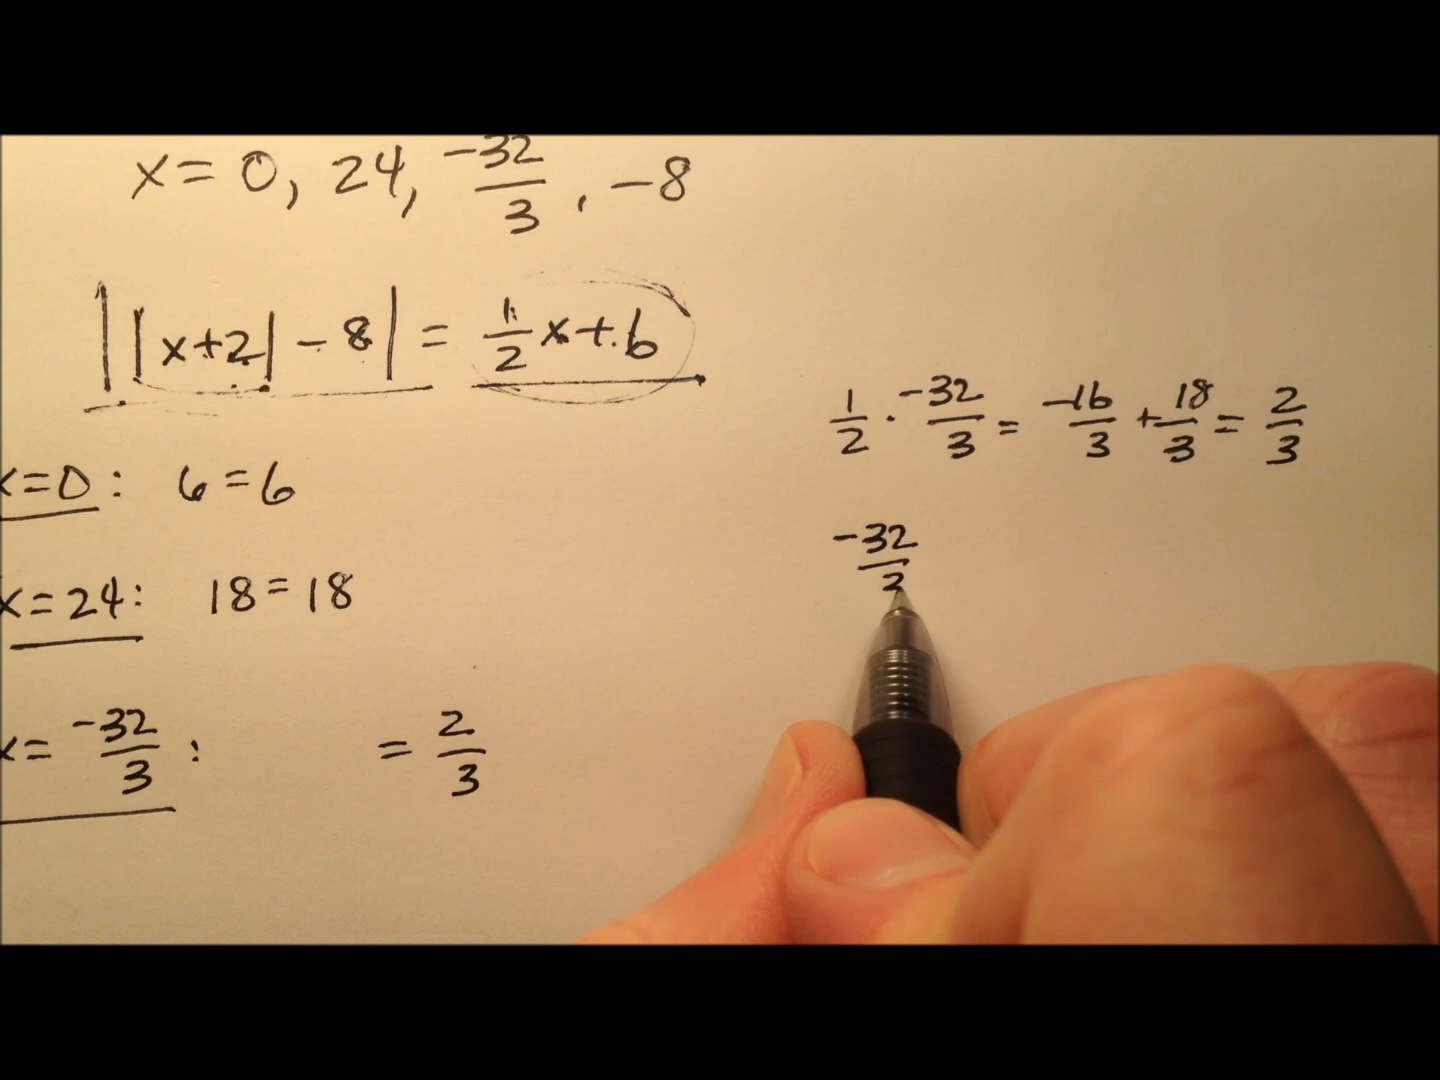 x = 0, 24, -32/3, -8
||x+2| - 8| = 1/2 x + 6
1/2 · -32/3 = -16/3 + 18/3 = 2/3
x=0: 6=6
-32/3
x=24: 18=18
x= -32/3: = 2/3